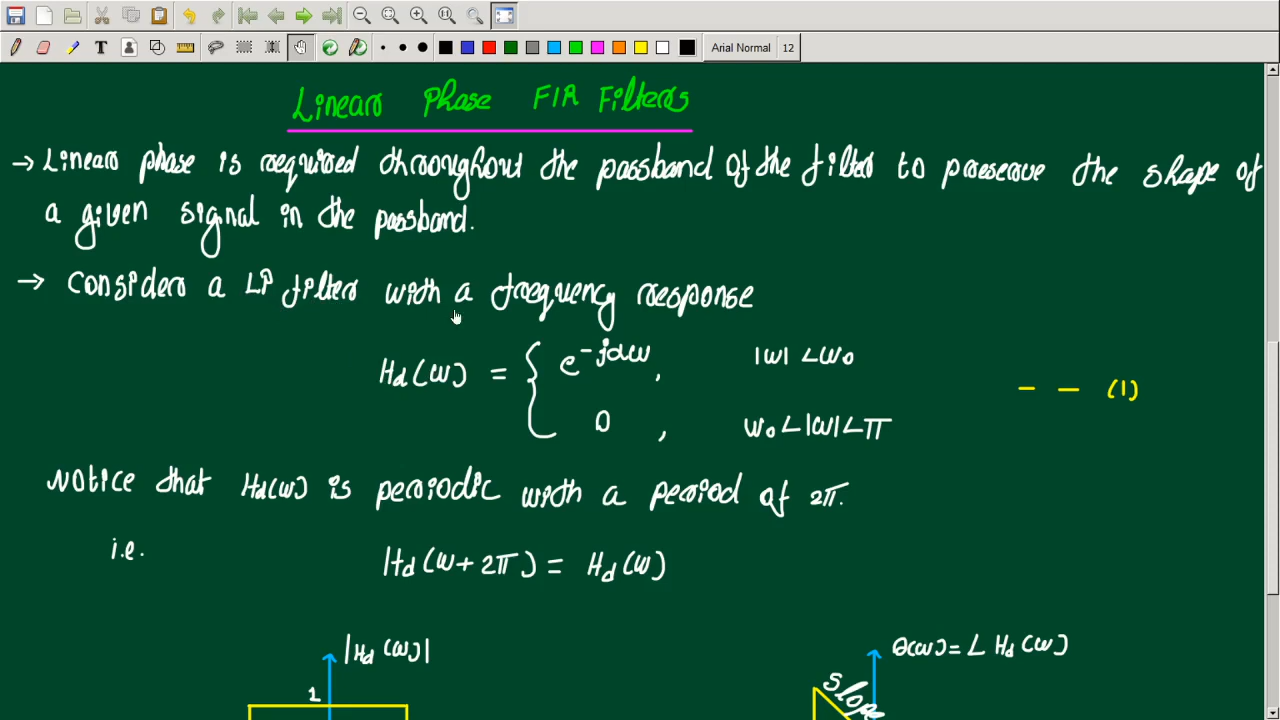 Arial Normal 12
Linear Phase FIR Filters
→ Linear phase is required throughout the passband of the filter to preserve the shape of
a given signal in the passband.
→ Consider a LP filter with a frequency response
Hd(ω) = { e^-jαω, |ω| < ω0
0, ω0 < |ω| < π
— — (1)
Notice that Hd(ω) is periodic with a period of 2π.
i.e. Hd(ω+2π) = Hd(ω)
|Hd(ω)| θ(ω) = ∠ Hd(ω)
1 slope